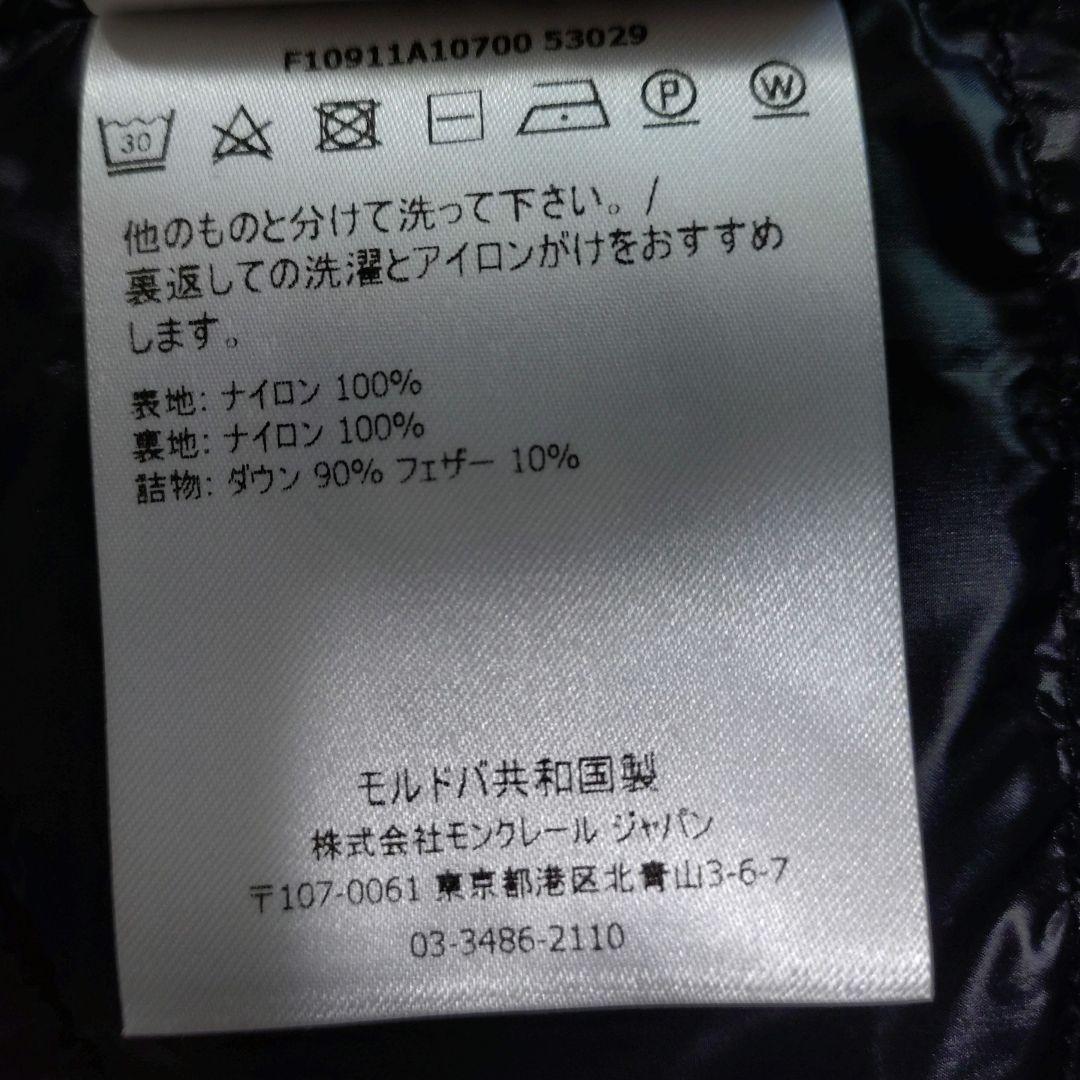 F10911A10700 53029
30 P W
他のものと分けて洗って下さい。/
裏返しての洗濯とアイロンがけをおすすめ
します。
表地: ナイロン 100%
裏地: ナイロン 100%
詰物: ダウン 90% フェザー 10%
モルドバ共和国製
株式会社モンクレール ジャパン
〒107-0061 東京都港区北青山3-6-7
03-3486-2110